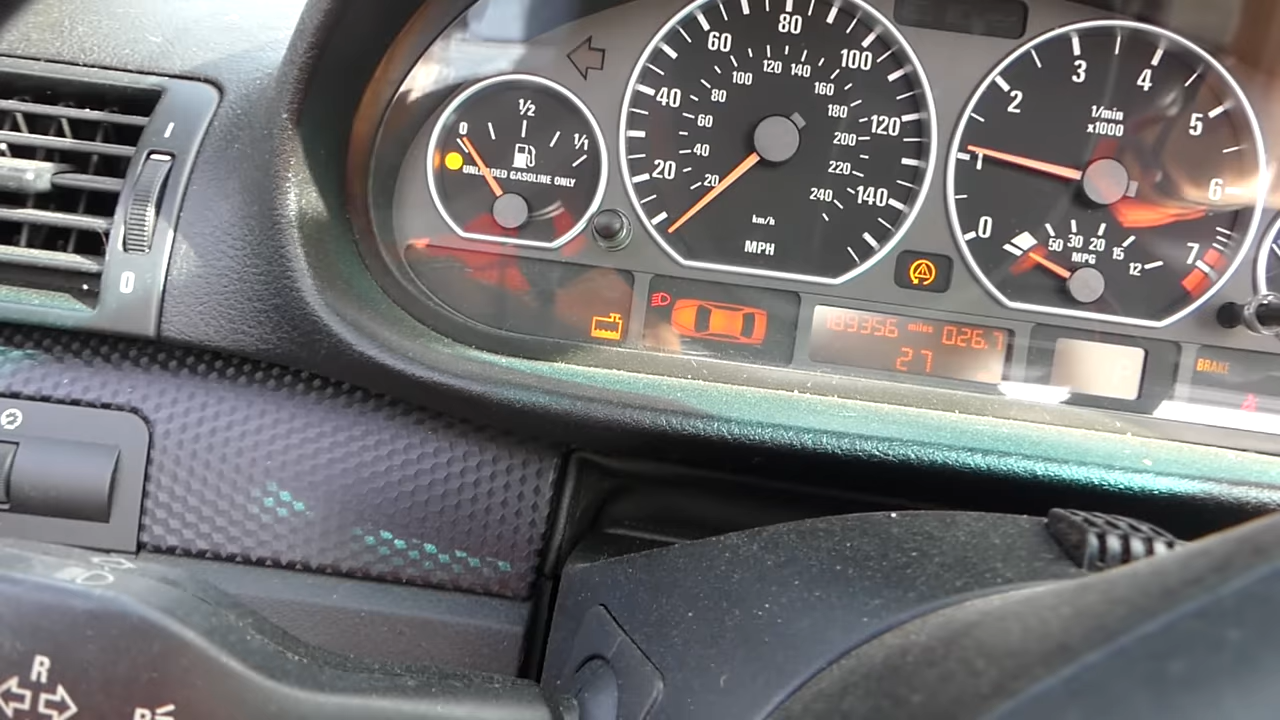 0 1/2 1/1
UNLEADED GASOLINE ONLY
20 40 60 80 100 120 140
20 40 60 80 100 120 140 160 180 200 220 240
km/h
MPH
0 1 2 3 4 5 6 7
1/min
x1000
50 30 20 15 12
MPG
189356 miles 026.7
27
BRAKE
0
R